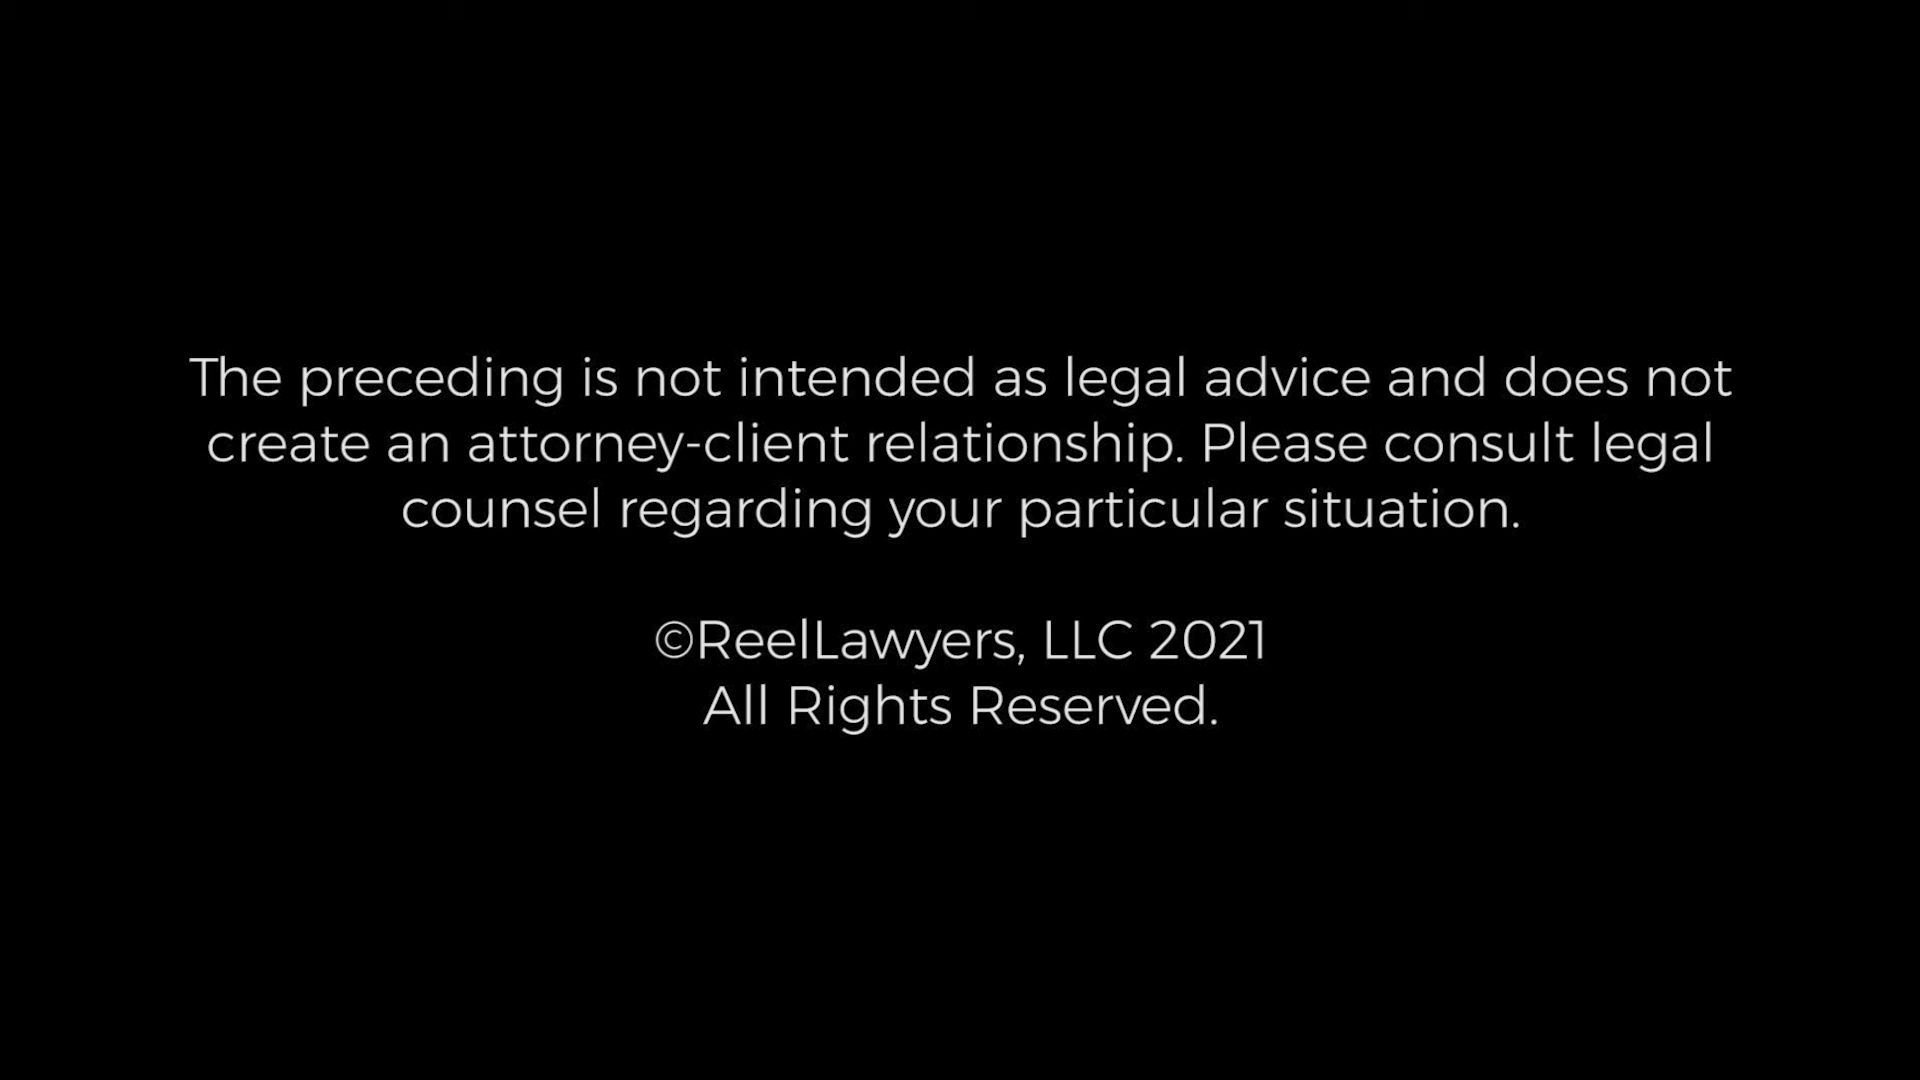 The preceding is not intended as legal advice and does not
create an attorney-client relationship. Please consult legal
counsel regarding your particular situation.
©ReelLawyers, LLC 2021
All Rights Reserved.